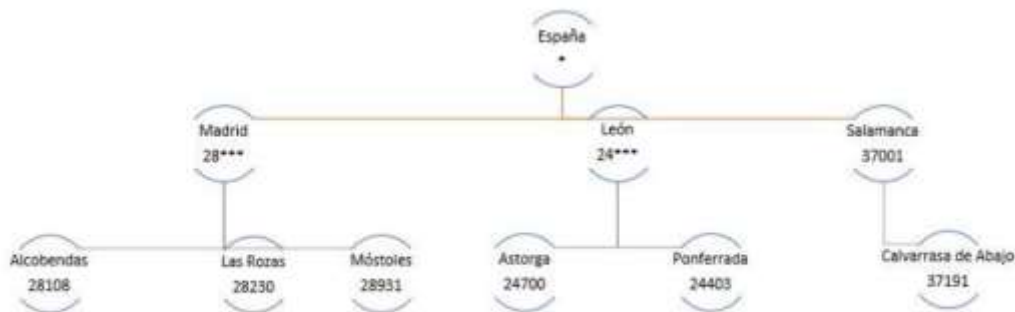 España
*
Madrid
28***
León
24***
Salamanca
37001
Alcobendas
28108
Las Rozas
28230
Móstoles
28931
Astorga
24700
Ponferrada
24403
Calvarrasa de Abajo
37191